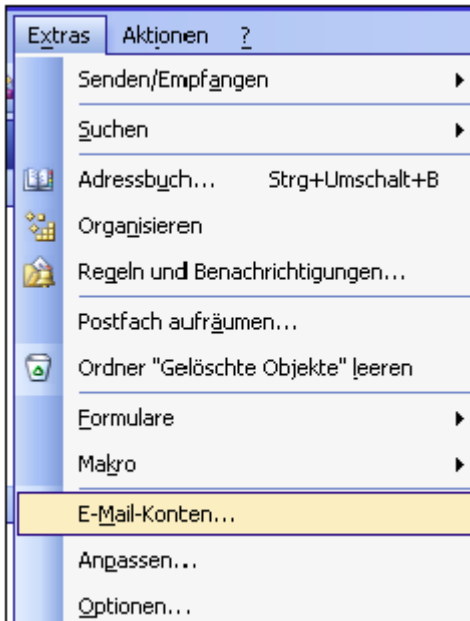 Extras Aktionen ?
Senden/Empfangen
Suchen
Adressbuch... Strg+Umschalt+B
Organisieren
Regeln und Benachrichtigungen...
Postfach aufräumen...
Ordner "Gelöschte Objekte" leeren
Formulare
Makro
E-Mail-Konten...
Anpassen...
Optionen...